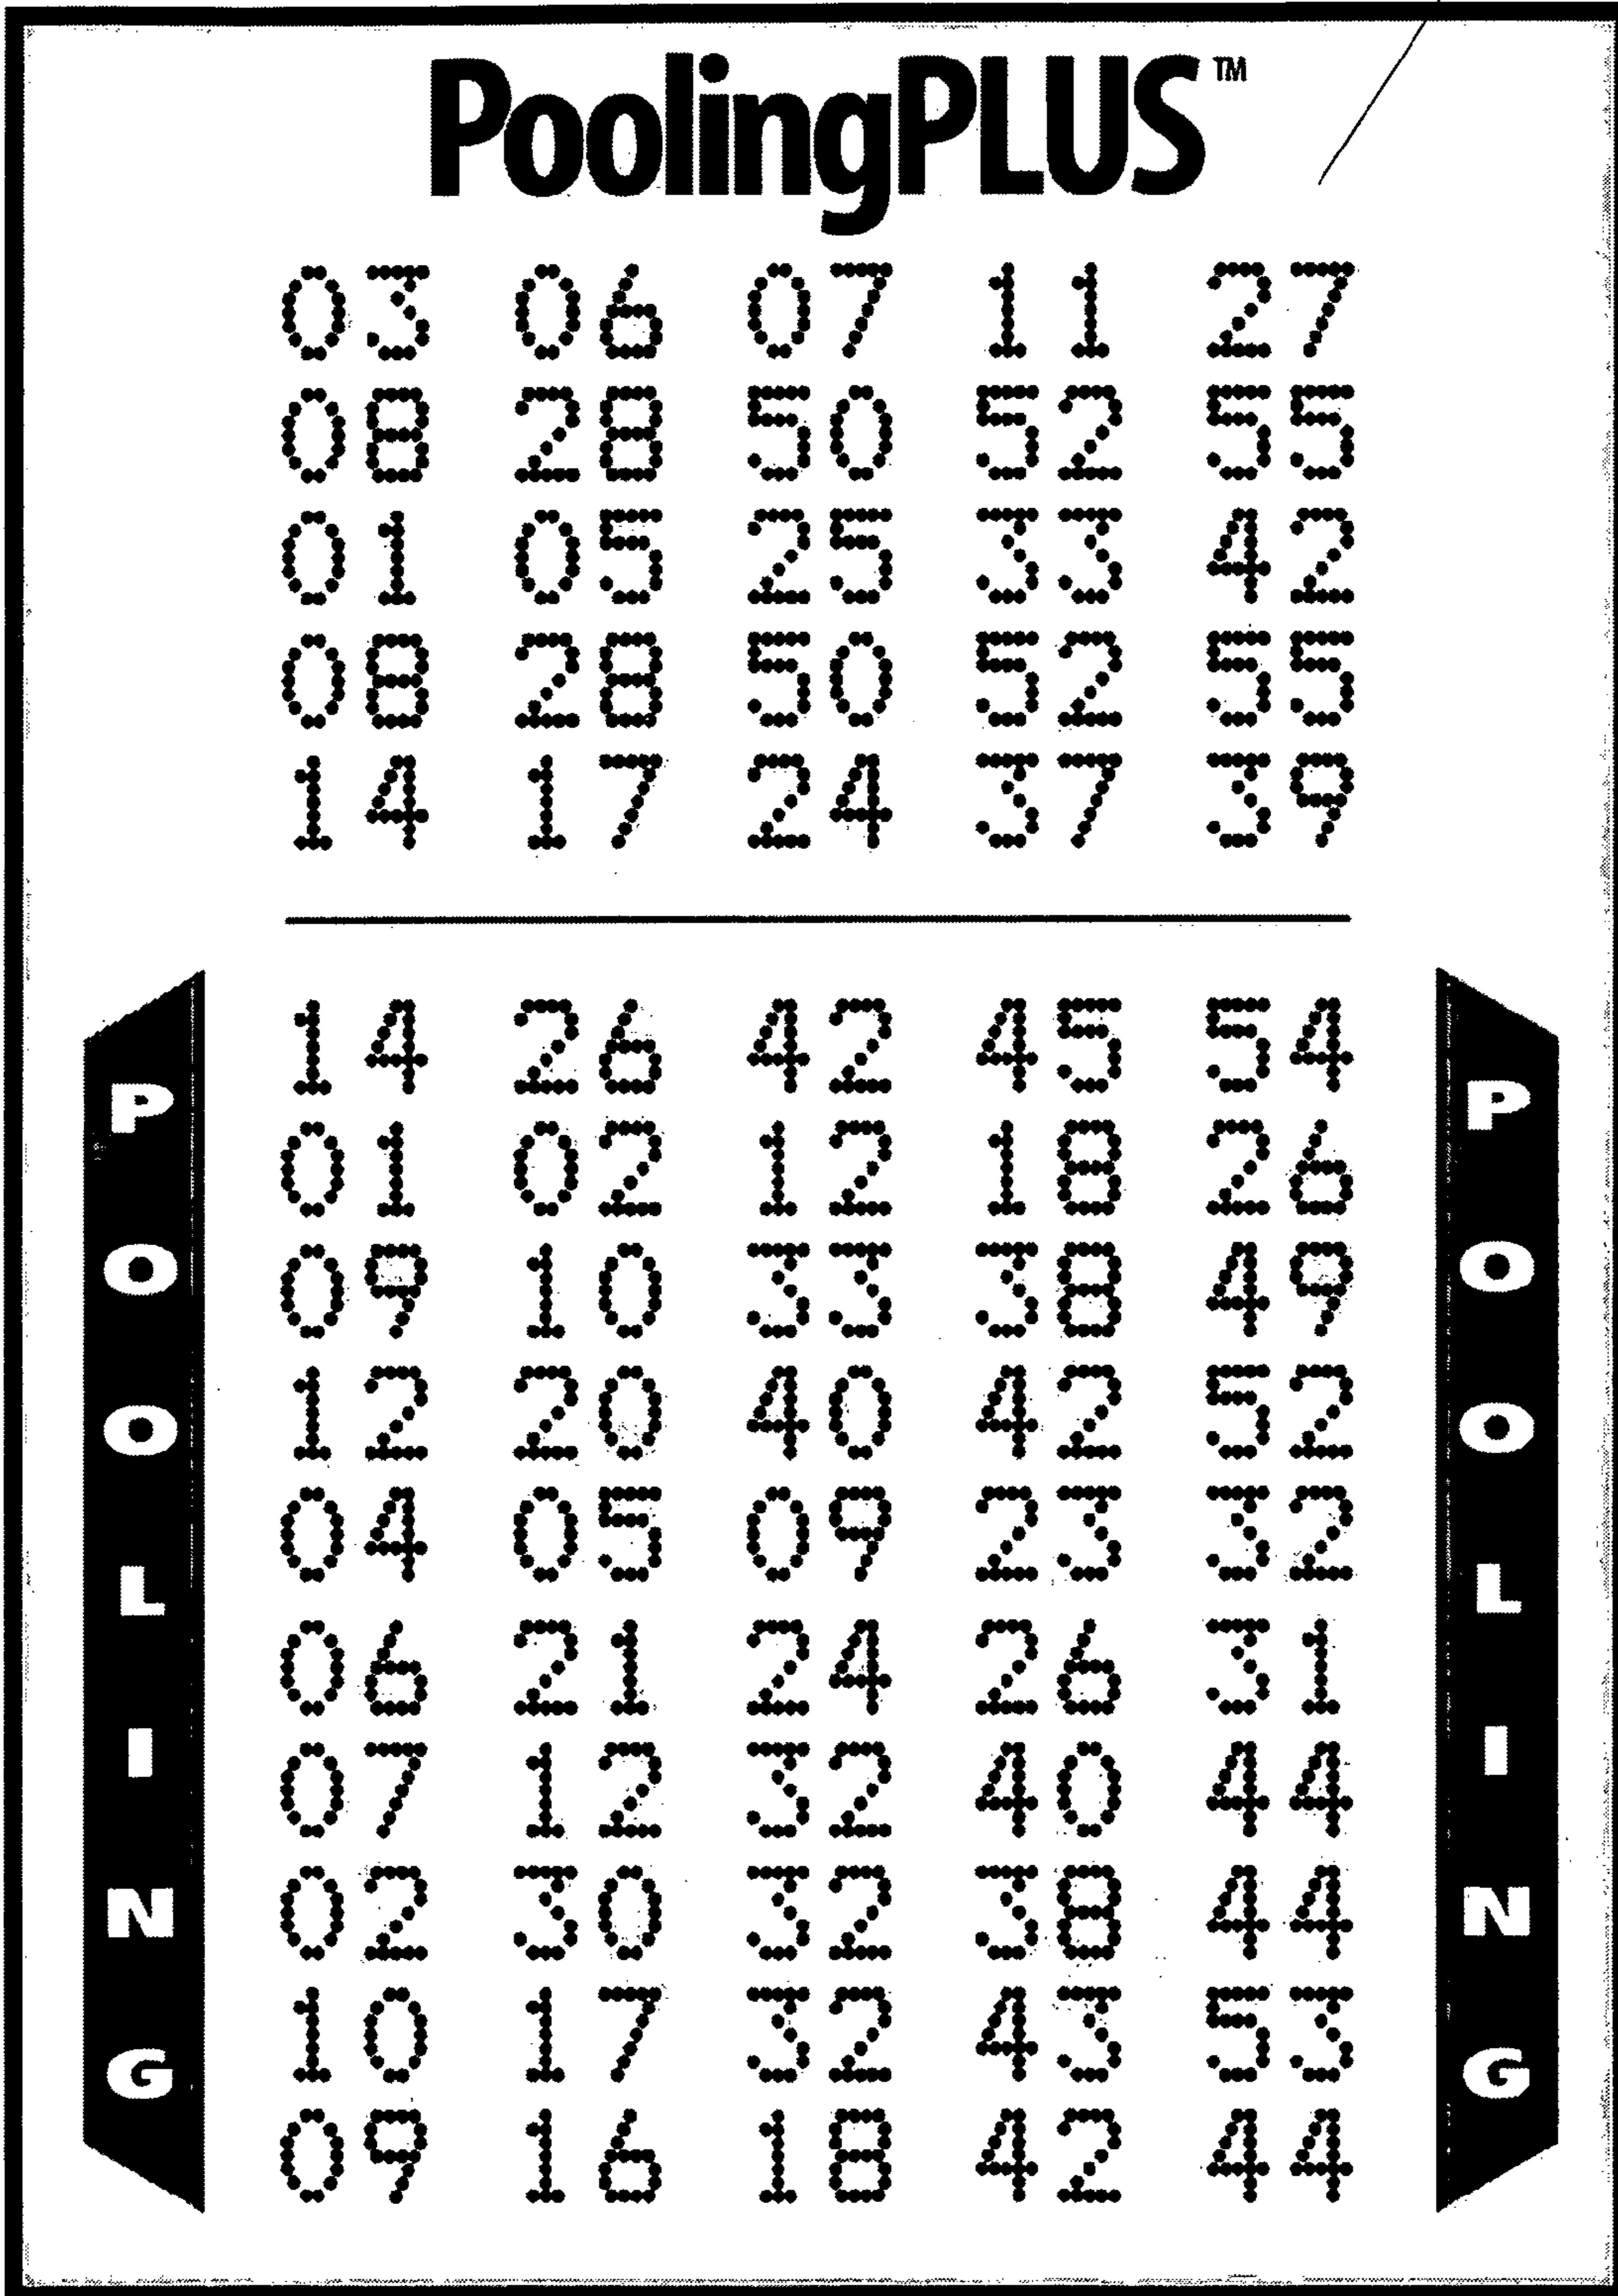 PoolingPLUS™
03 06 07 11 27
08 28 50 52 55
01 05 25 33 42
08 28 50 52 55
14 17 24 37 39
14 26 42 45 54
01 02 12 18 26
09 10 33 38 49
12 20 40 42 52
04 05 09 23 32
06 21 24 26 31
07 12 32 40 44
02 30 32 38 44
10 17 32 43 53
09 16 18 42 44
POOLING
POOLING